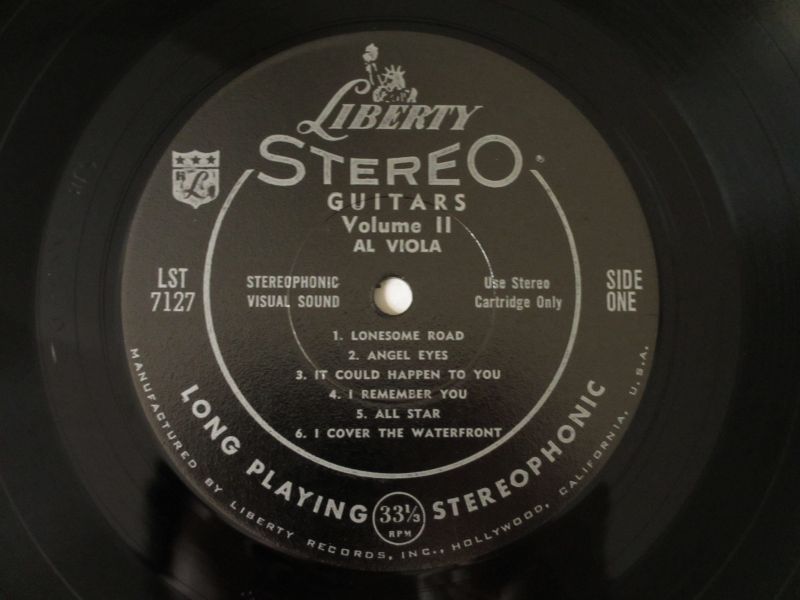 LIBERTY
STEREO
GUITARS
Volume II
AL VIOLA
LST
7127
STEREOPHONIC
VISUAL SOUND
Use Stereo
Cartridge Only
SIDE
ONE
1. LONESOME ROAD
2. ANGEL EYES
3. IT COULD HAPPEN TO YOU
4. I REMEMBER YOU
5. ALL STAR
6. I COVER THE WATERFRONT
LONG PLAYING 33⅓ RPM STEREOPHONIC
MANUFACTURED BY LIBERTY RECORDS, INC., HOLLYWOOD, CALIFORNIA, U.S.A.